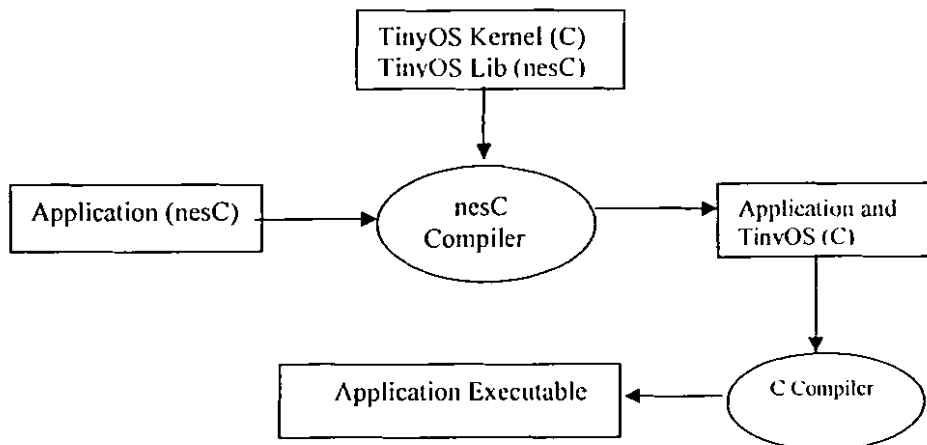 TinyOS Kernel (C)
TinyOS Lib (nesC)
Application (nesC)
nesC
Compiler
Application and
TinyOS (C)
C Compiler
Application Executable